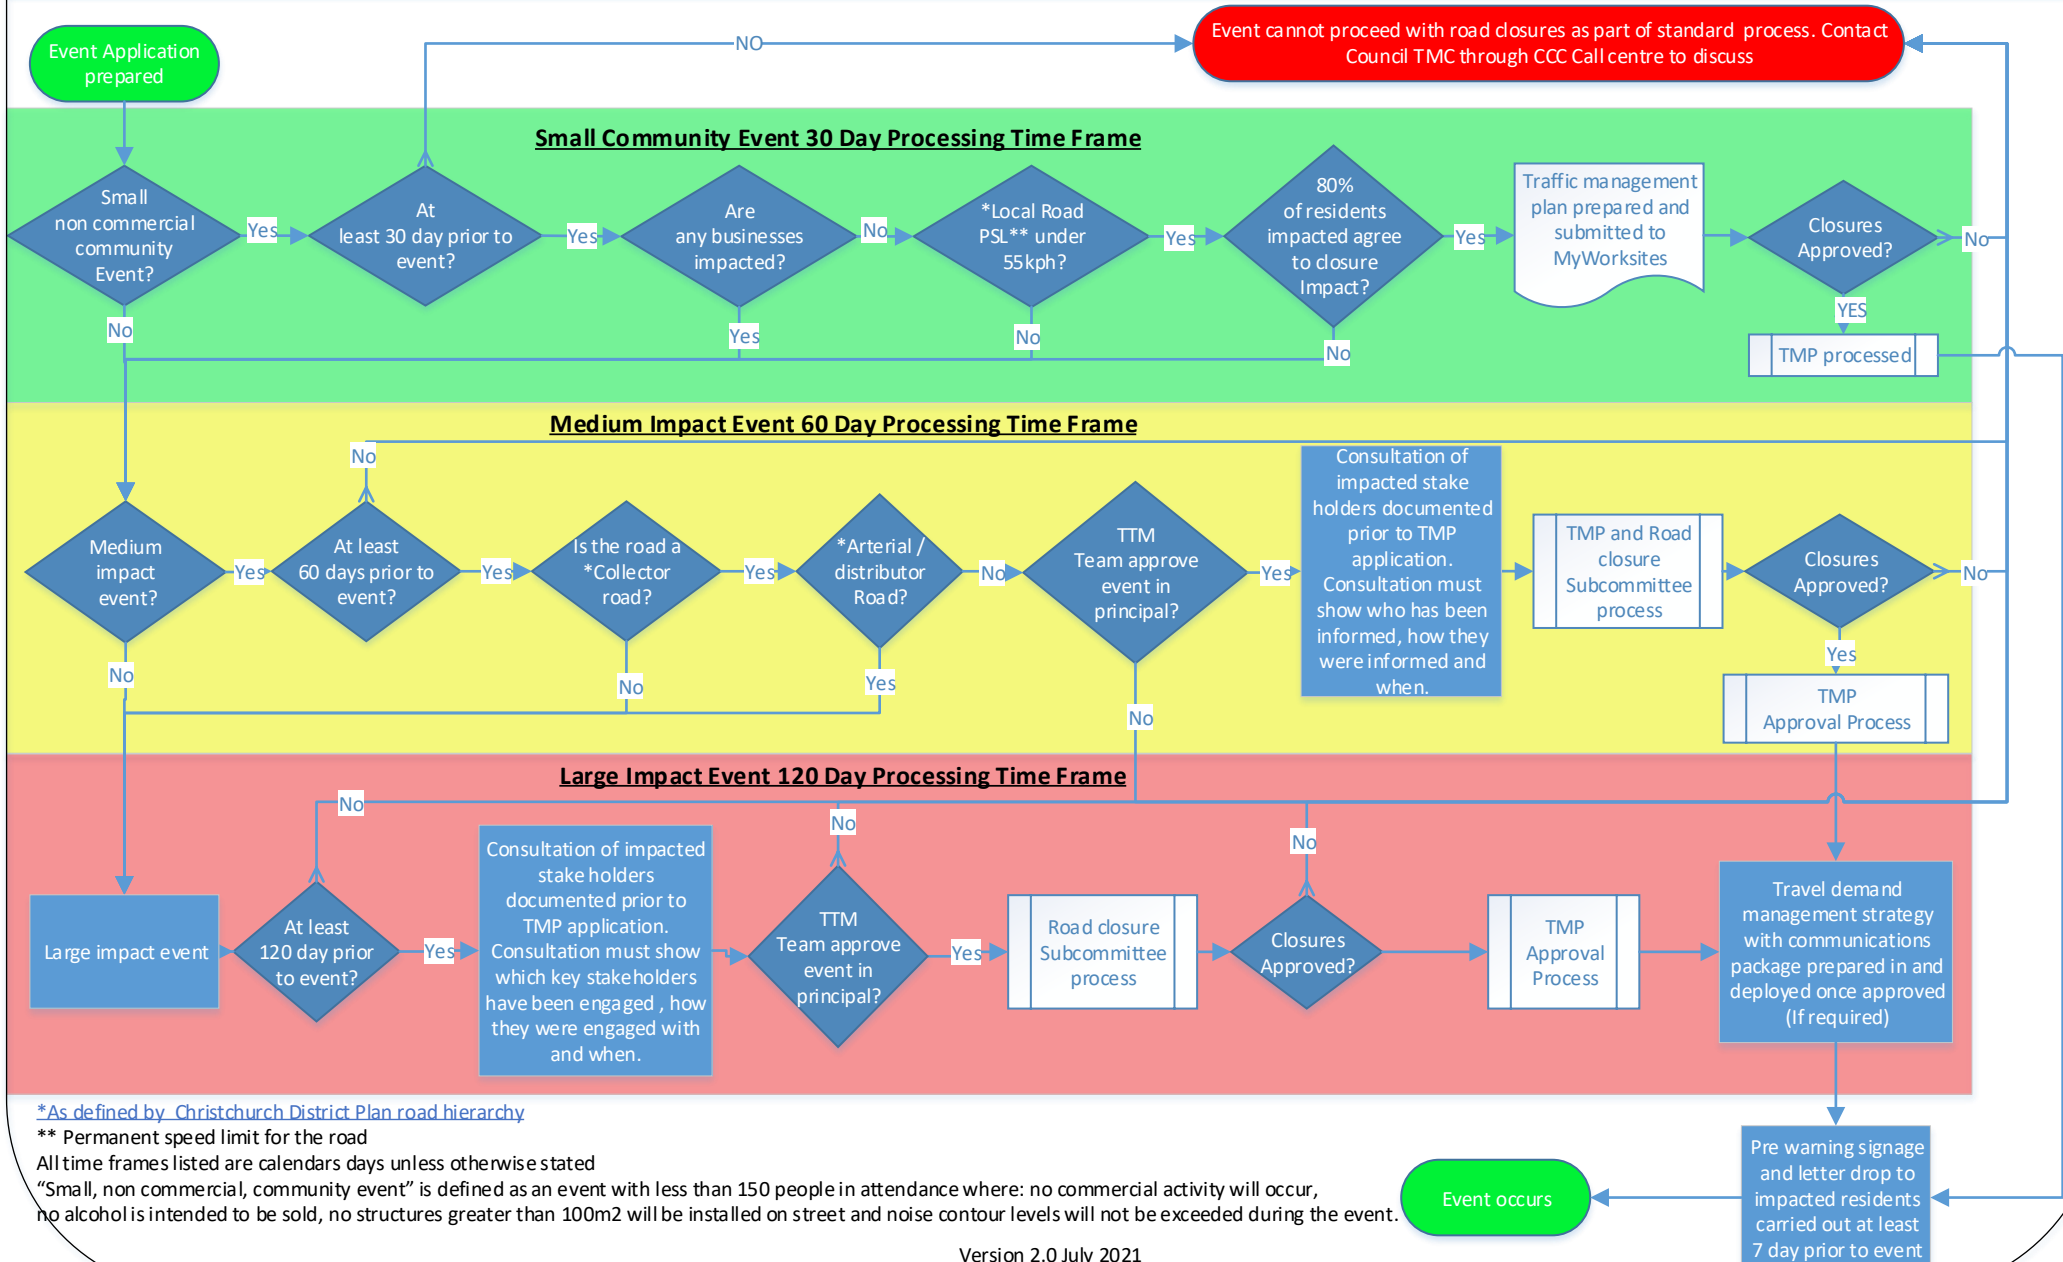 Event Application
prepared
NO
Event cannot proceed with road closures as part of standard process. Contact
Council TMC through CCC Call centre to discuss
Small Community Event 30 Day Processing Time Frame
Small
non commercial
community
Event?
Yes
At
least 30 day prior to
event?
Yes
Are
any businesses
impacted?
No
*Local Road
PSL** under
55kph?
Yes
80%
of residents
impacted agree
to closure
Impact?
Yes
Traffic management
plan prepared and
submitted to
MyWorksites
Closures
Approved?
No
No
Yes
No
No
YES
TMP processed
Medium Impact Event 60 Day Processing Time Frame
No
Medium
impact
event?
Yes
At least
60 days prior to
event?
Yes
Is the road a
*Collector
road?
Yes
*Arterial /
distributor
Road?
No
TTM
Team approve
event in
principal?
Yes
Consultation of
impacted stake
holders documented
prior to TMP
application.
Consultation must
show who has been
informed, how they
were informed and
when.
TMP and Road
closure
Subcommittee
process
Closures
Approved?
No
No
No
Yes
No
Yes
TMP
Approval Process
Large Impact Event 120 Day Processing Time Frame
No
No
No
Large impact event
At least
120 day prior
to event?
Yes
Consultation of impacted
stake holders
documented prior to
TMP application.
Consultation must show
which key stakeholders
have been engaged , how
they were engaged with
and when.
TTM
Team approve
event in
principal?
Yes
Road closure
Subcommittee
process
Closures
Approved?
TMP
Approval
Process
Travel demand
management strategy
with communications
package prepared in and
deployed once approved
(If required)
*As defined by Christchurch District Plan road hierarchy
** Permanent speed limit for the road
All time frames listed are calendars days unless otherwise stated
“Small, non commercial, community event” is defined as an event with less than 150 people in attendance where: no commercial activity will occur,
no alcohol is intended to be sold, no structures greater than 100m2 will be installed on street and noise contour levels will not be exceeded during the event.
Event occurs
Pre warning signage
and letter drop to
impacted residents
carried out at least
7 day prior to event
Version 2.0 July 2021